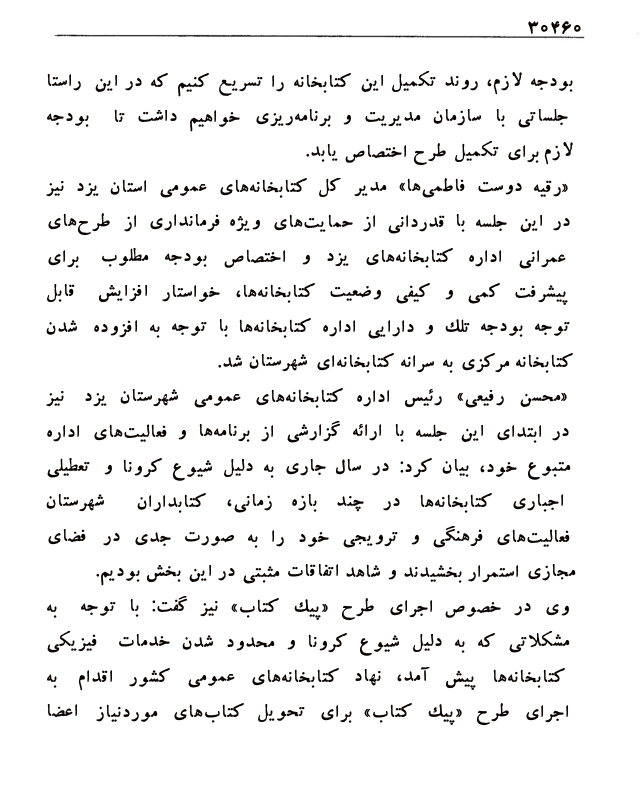 ۳۰۴۶۰
بودجه لازم، روند تکمیل این کتابخانه را تسریع کنیم که در این راستا
جلساتی با سازمان مدیریت و برنامه‌ریزی خواهیم داشت تا بودجه
لازم برای تکمیل طرح اختصاص یابد.
«رقیه دوست فاطمی‌ها» مدیر کل کتابخانه‌های عمومی استان یزد نیز
در این جلسه با قدردانی از حمایت‌های ویژه فرمانداری از طرح‌های
عمرانی اداره کتابخانه‌های یزد و اختصاص بودجه مطلوب برای
پیشرفت کمی و کیفی وضعیت کتابخانه‌ها، خواستار افزایش قابل
توجه بودجه تلك و دارایی اداره کتابخانه‌ها با توجه به افزوده شدن
کتابخانه مرکزی به سرانه کتابخانه‌ای شهرستان شد.
«محسن رفیعی» رئیس اداره کتابخانه‌های عمومی شهرستان یزد نیز
در ابتدای این جلسه با ارائه گزارشی از برنامه‌ها و فعالیت‌های اداره
متبوع خود، بیان کرد: در سال جاری به دلیل شیوع کرونا و تعطیلی
اجباری کتابخانه‌ها در چند بازه زمانی، کتابداران شهرستان
فعالیت‌های فرهنگی و ترویجی خود را به صورت جدی در فضای
مجازی استمرار بخشیدند و شاهد اتفاقات مثبتی در این بخش بودیم.
وی در خصوص اجرای طرح «پیك کتاب» نیز گفت: با توجه به
مشکلاتی که به دلیل شیوع کرونا و محدود شدن خدمات فیزیکی
کتابخانه‌ها پیش آمد، نهاد کتابخانه‌های عمومی کشور اقدام به
اجرای طرح «پیك کتاب» برای تحویل کتاب‌های موردنیاز اعضا